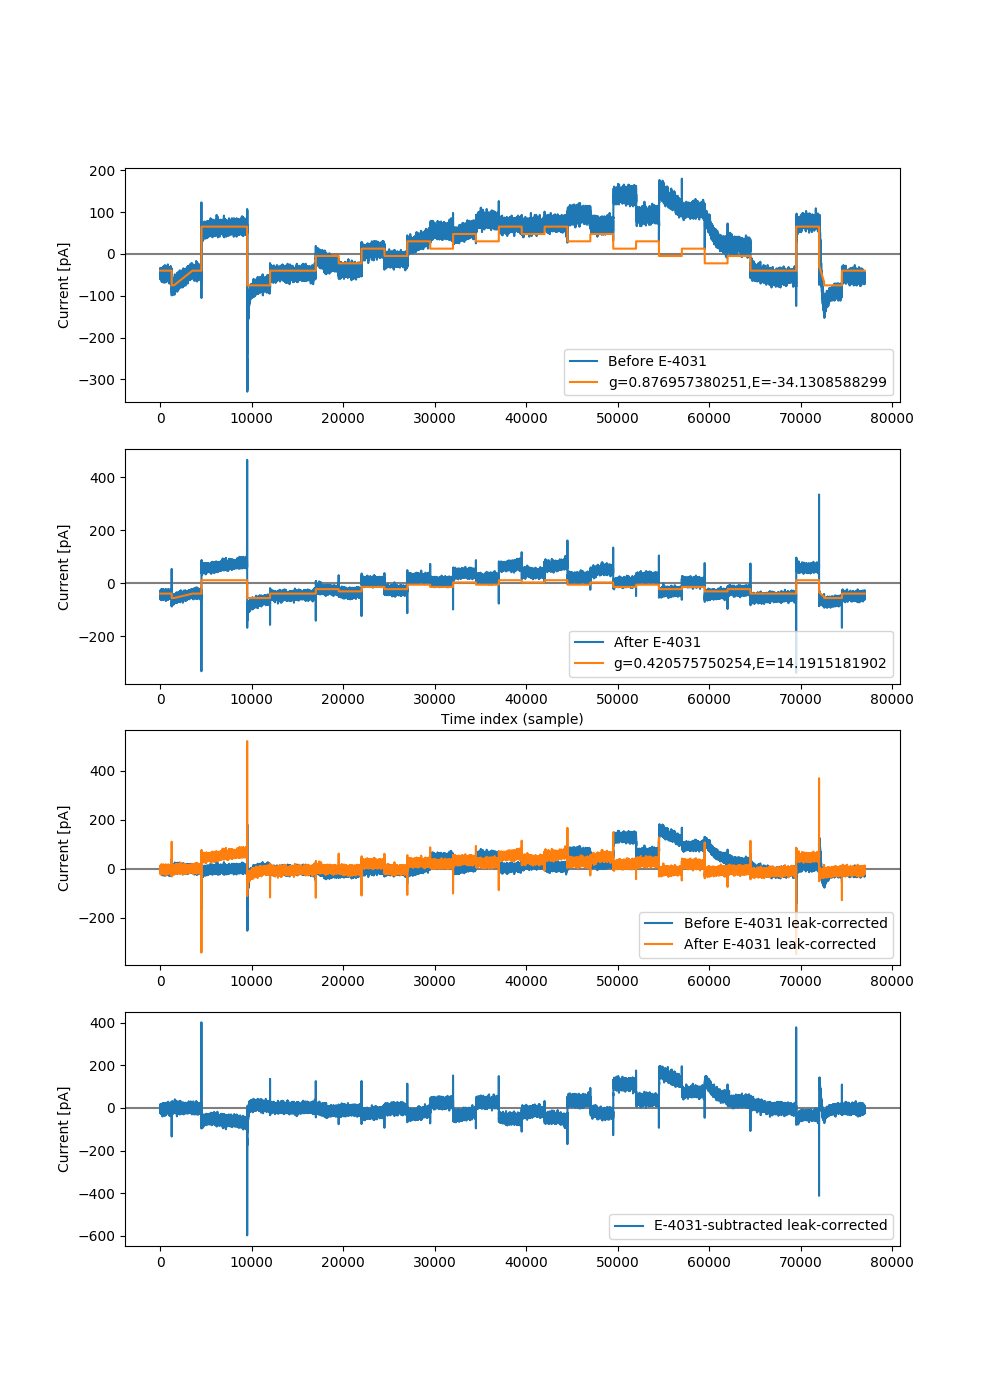 200
100
0
−100
−200
−300
Current [pA]
Before E-4031
g=0.876957380251,E=-34.1308588299
0 10000 20000 30000 40000 50000 60000 70000 80000
400
200
0
−200
Current [pA]
After E-4031
g=0.420575750254,E=14.1915181902
0 10000 20000 30000 40000 50000 60000 70000 80000
Time index (sample)
400
200
0
−200
Current [pA]
Before E-4031 leak-corrected
After E-4031 leak-corrected
0 10000 20000 30000 40000 50000 60000 70000 80000
400
200
0
−200
−400
−600
Current [pA]
E-4031-subtracted leak-corrected
0 10000 20000 30000 40000 50000 60000 70000 80000